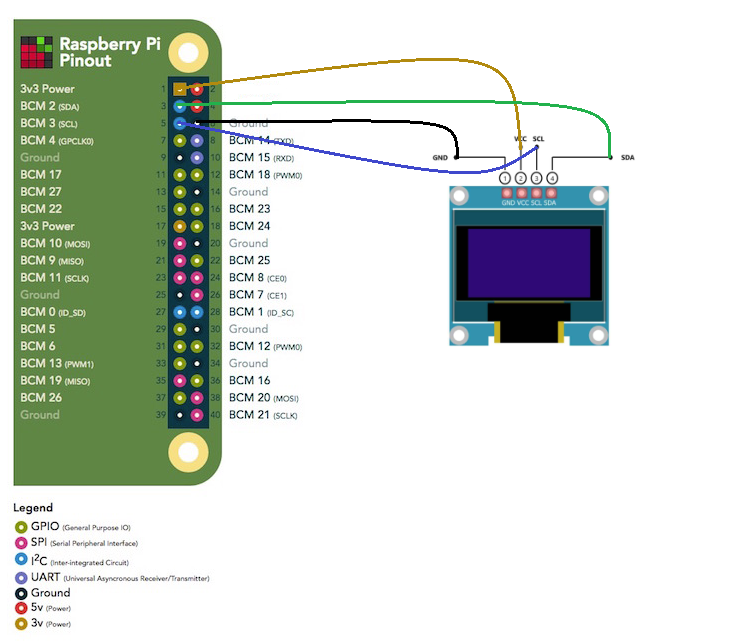 Raspberry Pi
Pinout
3v3 Power 1 2
BCM 2 (SDA) 3 4
BCM 3 (SCL) 5 6 Ground
BCM 4 (GPCLK0) 7 8 BCM 14 (TXD)
Ground 9 10 BCM 15 (RXD)
BCM 17 11 12 BCM 18 (PWM0)
BCM 27 13 14 Ground
BCM 22 15 16 BCM 23
3v3 Power 17 18 BCM 24
BCM 10 (MOSI) 19 20 Ground
BCM 9 (MISO) 21 22 BCM 25
BCM 11 (SCLK) 23 24 BCM 8 (CE0)
Ground 25 26 BCM 7 (CE1)
BCM 0 (ID_SD) 27 28 BCM 1 (ID_SC)
BCM 5 29 30 Ground
BCM 6 31 32 BCM 12 (PWM0)
BCM 13 (PWM1) 33 34 Ground
BCM 19 (MISO) 35 36 BCM 16
BCM 26 37 38 BCM 20 (MOSI)
Ground 39 40 BCM 21 (SCLK)
VCC SCL
GND SDA
1 2 3 4
GND VCC SCL SDA
Legend
GPIO (General Purpose IO)
SPI (Serial Peripheral Interface)
I²C (Inter-integrated Circuit)
UART (Universal Asyncronous Receiver/Transmitter)
Ground
5v (Power)
3v (Power)